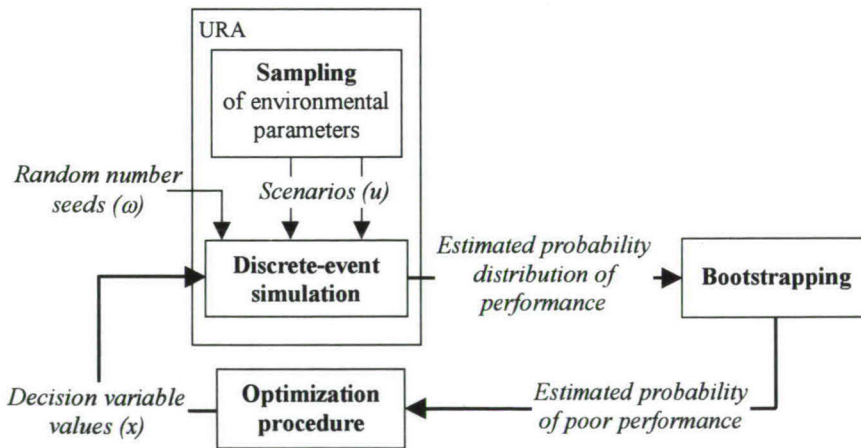 URA
Sampling
of environmental
parameters
Random number
seeds (ω)
Scenarios (u)
Discrete-event
simulation
Estimated probability
distribution of
performance
Bootstrapping
Decision variable
values (x)
Optimization
procedure
Estimated probability
of poor performance